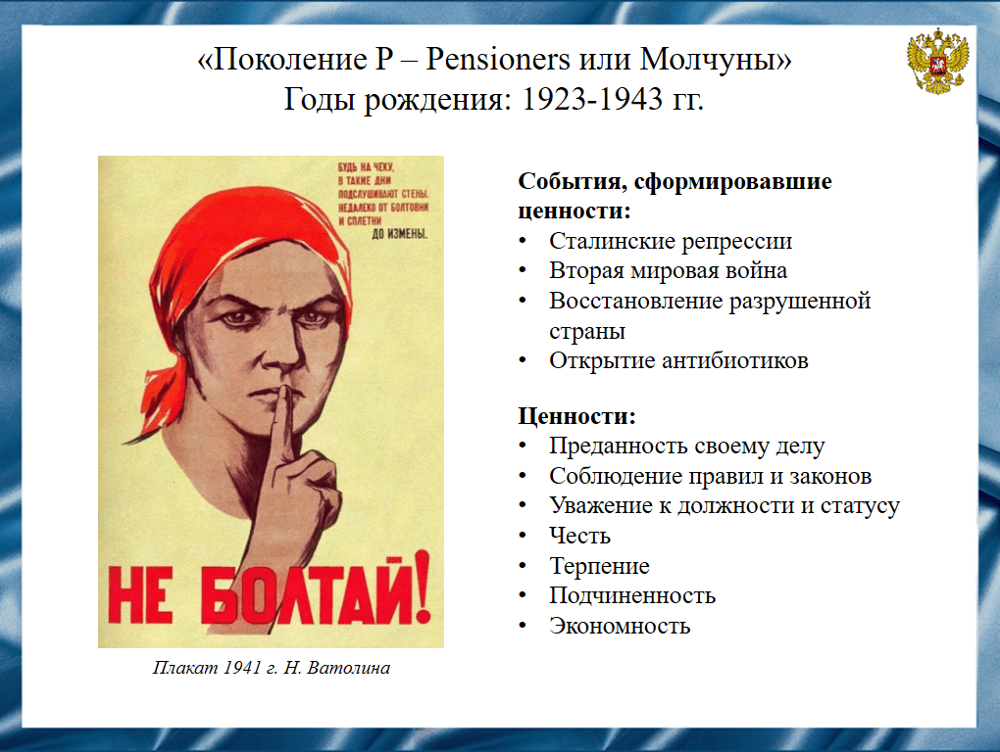 «Поколение P – Pensioners или Молчуны»
Годы рождения: 1923-1943 гг.
БУДЬ НА ЧЕКУ,
В ТАКИЕ ДНИ
ПОДСЛУШИВАЮТ СТЕНЫ.
НЕДАЛЕКО ОТ БОЛТОВНИ
И СПЛЕТНИ
ДО ИЗМЕНЫ.
НЕ БОЛТАЙ!
Плакат 1941 г. Н. Ватолина
События, сформировавшие
ценности:
• Сталинские репрессии
• Вторая мировая война
• Восстановление разрушенной
страны
• Открытие антибиотиков
Ценности:
• Преданность своему делу
• Соблюдение правил и законов
• Уважение к должности и статусу
• Честь
• Терпение
• Подчиненность
• Экономность